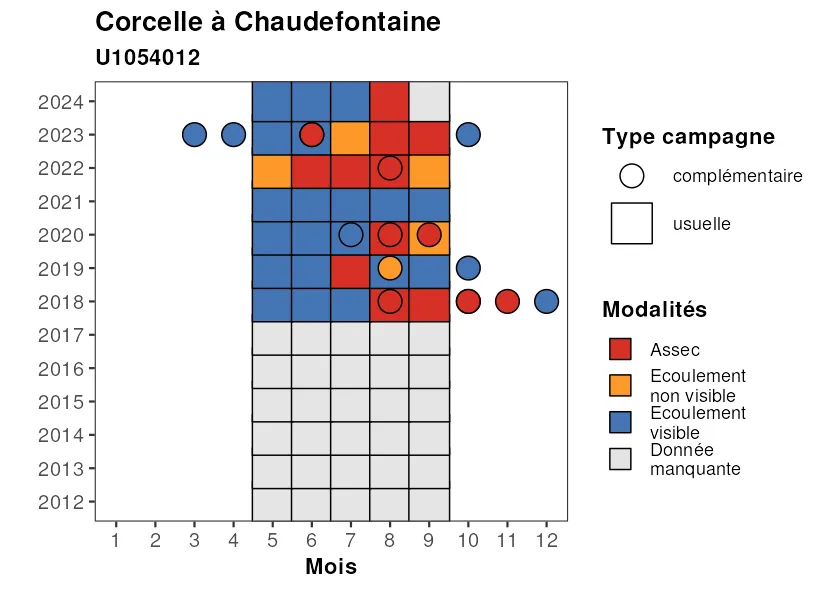 Corcelle à Chaudefontaine
U1054012
2024
2023
2022
2021
2020
2019
2018
2017
2016
2015
2014
2013
2012
1 2 3 4 5 6 7 8 9 10 11 12
Mois
Type campagne
complémentaire
usuelle
Modalités
Assec
Ecoulement
non visible
Ecoulement
visible
Donnée
manquante